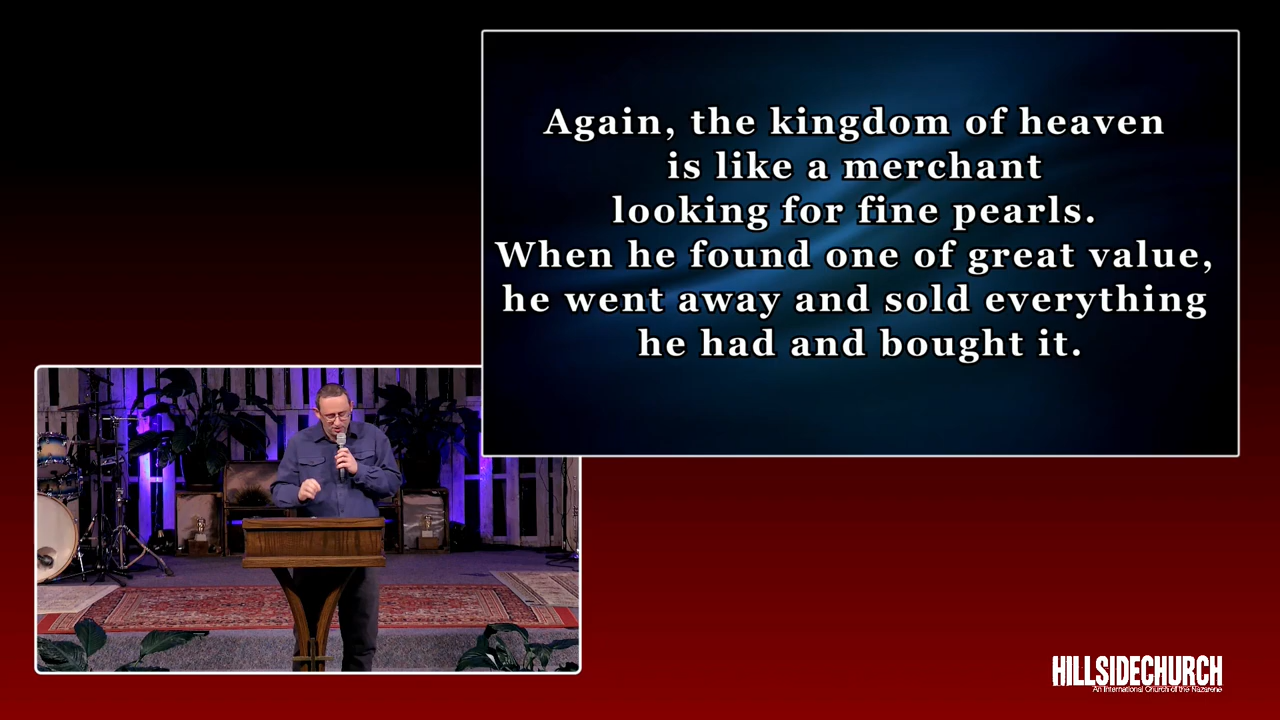 Again, the kingdom of heaven
is like a merchant
looking for fine pearls.
When he found one of great value,
he went away and sold everything
he had and bought it.
HILLSIDECHURCH
An International Church of the Nazarene